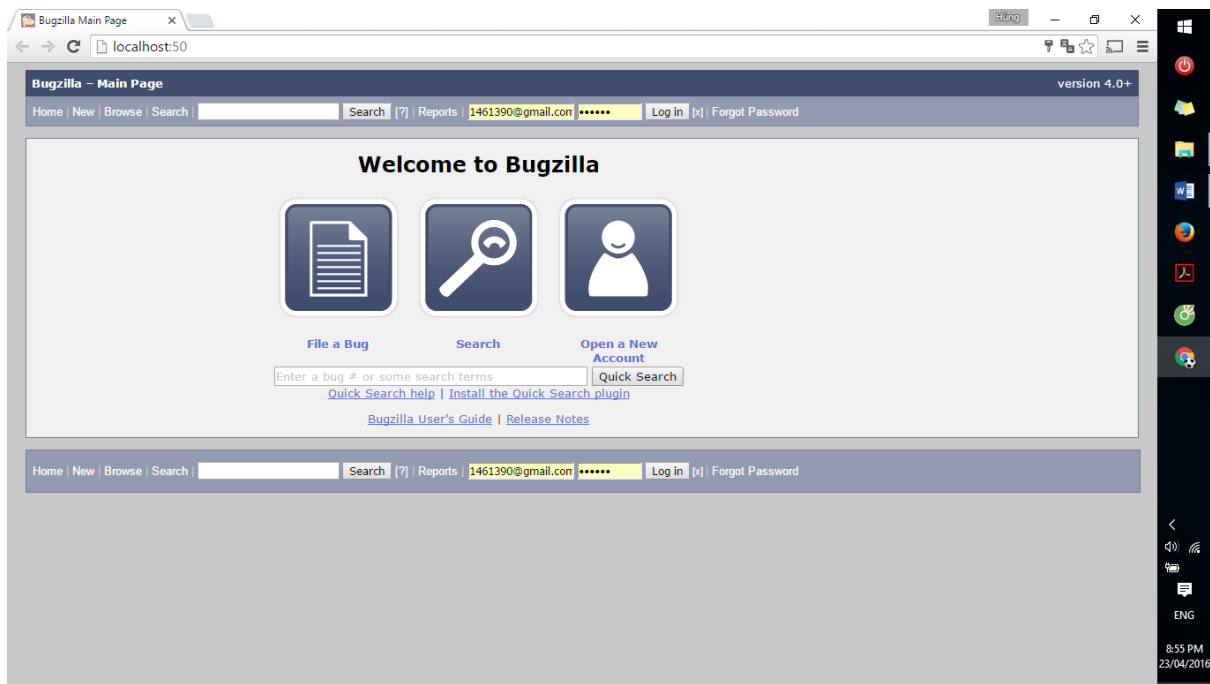 Bugzilla Main Page
Hùng
localhost:50
Bugzilla – Main Page
version 4.0+
Home | New | Browse | Search | Search [?] | Reports | 1461390@gmail.com •••••• Log in [x] | Forgot Password
Welcome to Bugzilla
File a Bug
Search
Open a New
Account
Enter a bug # or some search terms
Quick Search
Quick Search help | Install the Quick Search plugin
Bugzilla User's Guide | Release Notes
Home | New | Browse | Search | Search [?] | Reports | 1461390@gmail.com •••••• Log in [x] | Forgot Password
ENG
8:55 PM
23/04/2016